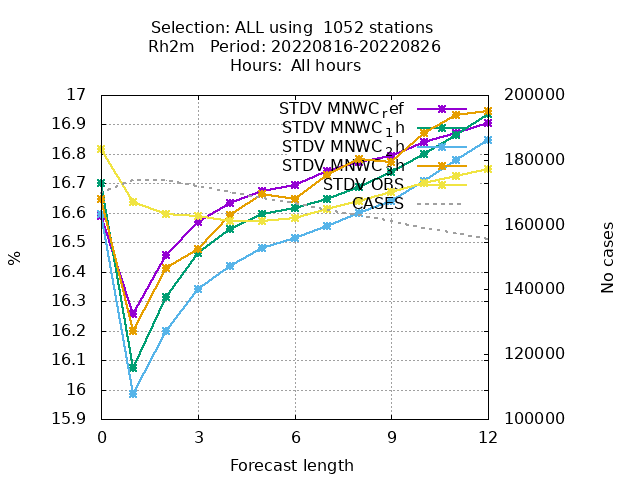 Selection: ALL using  1052 stations
Rh2m   Period: 20220816-20220826
Hours:  All hours
17
16.9
16.8
16.7
16.6
16.5
16.4
16.3
16.2
16.1
16
15.9
%
STDV MNWC_ref
STDV MNWC_1h
STDV MNWC_2h
STDV MNWC_3h
STDV OBS
CASES
200000
180000
160000
140000
120000
100000
No cases
0 3 6 9 12
Forecast length